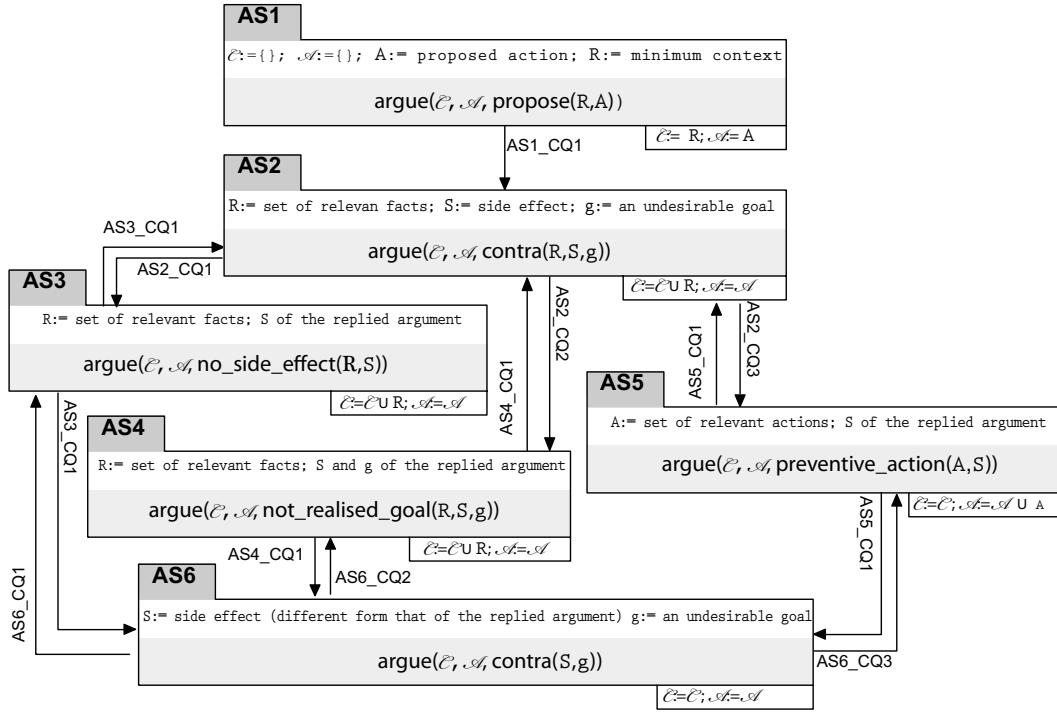 AS1
𝒞:={}; 𝒜:={}; A:= proposed action; R:= minimum context
argue(𝒞, 𝒜, propose(R,A))
𝒞= R; 𝒜:= A
AS1_CQ1
AS2
R:= set of relevan facts; S:= side effect; g:= an undesirable goal
argue(𝒞, 𝒜, contra(R,S,g))
𝒞:=𝒞∪ R; 𝒜:=𝒜
AS3_CQ1
AS2_CQ1
AS3
R:= set of relevant facts; S of the replied argument
argue(𝒞, 𝒜, no_side_effect(R,S))
𝒞:=𝒞∪ R; 𝒜:=𝒜
AS4_CQ1
AS2_CQ2
AS5_CQ1
AS2_CQ3
AS5
A:= set of relevant actions; S of the replied argument
argue(𝒞, 𝒜, preventive_action(A,S))
𝒞:=𝒞; 𝒜:=𝒜 ∪ A
AS3_CQ1
AS4
R:= set of relevant facts; S and g of the replied argument
argue(𝒞, 𝒜, not_realised_goal(R,S,g))
𝒞:=𝒞∪ R; 𝒜:=𝒜
AS4_CQ1
AS6_CQ2
AS5_CQ1
AS6_CQ1
AS6
S:= side effect (different form that of the replied argument) g:= an undesirable goal
argue(𝒞, 𝒜, contra(S,g))
𝒞:=𝒞; 𝒜:=𝒜
AS6_CQ3